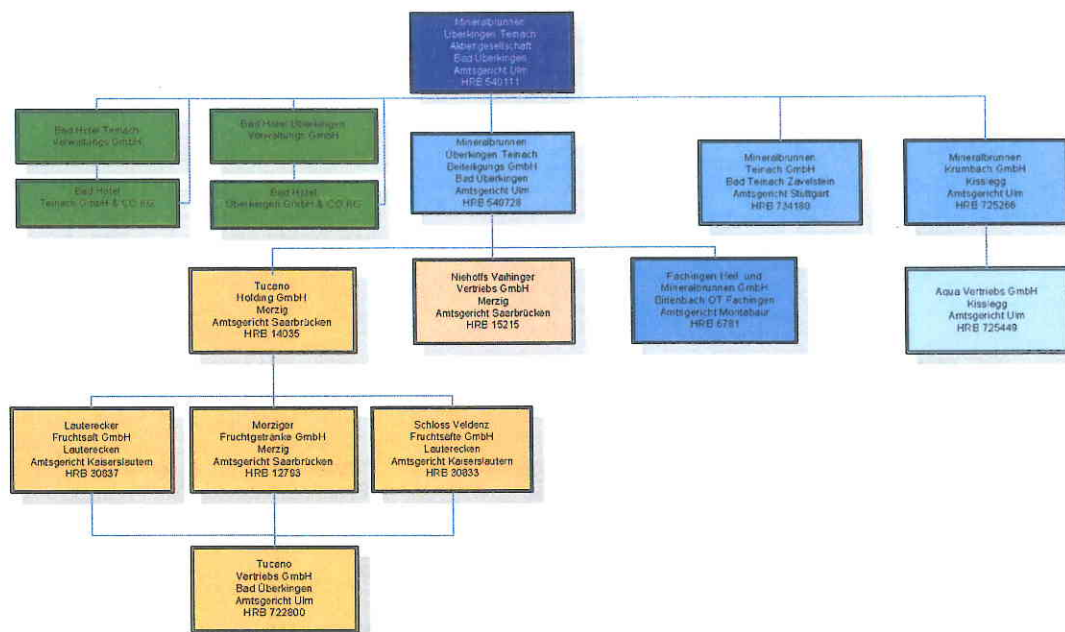 Mineralbrunnen
Überkingen Teinach
Aktiengesellschaft
Bad Überkingen
Amtsgericht Ulm
HRB 540111
Bad Hotel Teinach
Verwaltungs GmbH
Bad Hotel Überkingen
Verwaltungs GmbH
Bad Hotel
Teinach GmbH & CO KG
Bad Hotel
Überkingen GmbH & CO KG
Mineralbrunnen
Überkingen Teinach
Beteiligungs GmbH
Bad Überkingen
Amtsgericht Ulm
HRB 540728
Mineralbrunnen
Teinach GmbH
Bad Teinach Zavelstein
Amtsgericht Stuttgart
HRB 734180
Mineralbrunnen
Krumbach GmbH
Kisslegg
Amtsgericht Ulm
HRB 725266
Tucano
Holding GmbH
Merzig
Amtsgericht Saarbrücken
HRB 14035
Niehoffs Vaihinger
Vertriebs GmbH
Merzig
Amtsgericht Saarbrücken
HRB 15215
Fachingen Heil und
Mineralbrunnen GmbH
Birlenbach OT Fachingen
Amtsgericht Montabaur
HRB 6781
Aqua Vertriebs GmbH
Kisslegg
Amtsgericht Ulm
HRB 725449
Lauterecker
Fruchtsaft GmbH
Lauterecken
Amtsgericht Kaiserslautern
HRB 30837
Merziger
Fruchtgetränke GmbH
Merzig
Amtsgericht Saarbrücken
HRB 12793
Schloss Veldenz
Fruchtsäfte GmbH
Lauterecken
Amtsgericht Kaiserslautern
HRB 30833
Tucano
Vertriebs GmbH
Bad Überkingen
Amtsgericht Ulm
HRB 722800